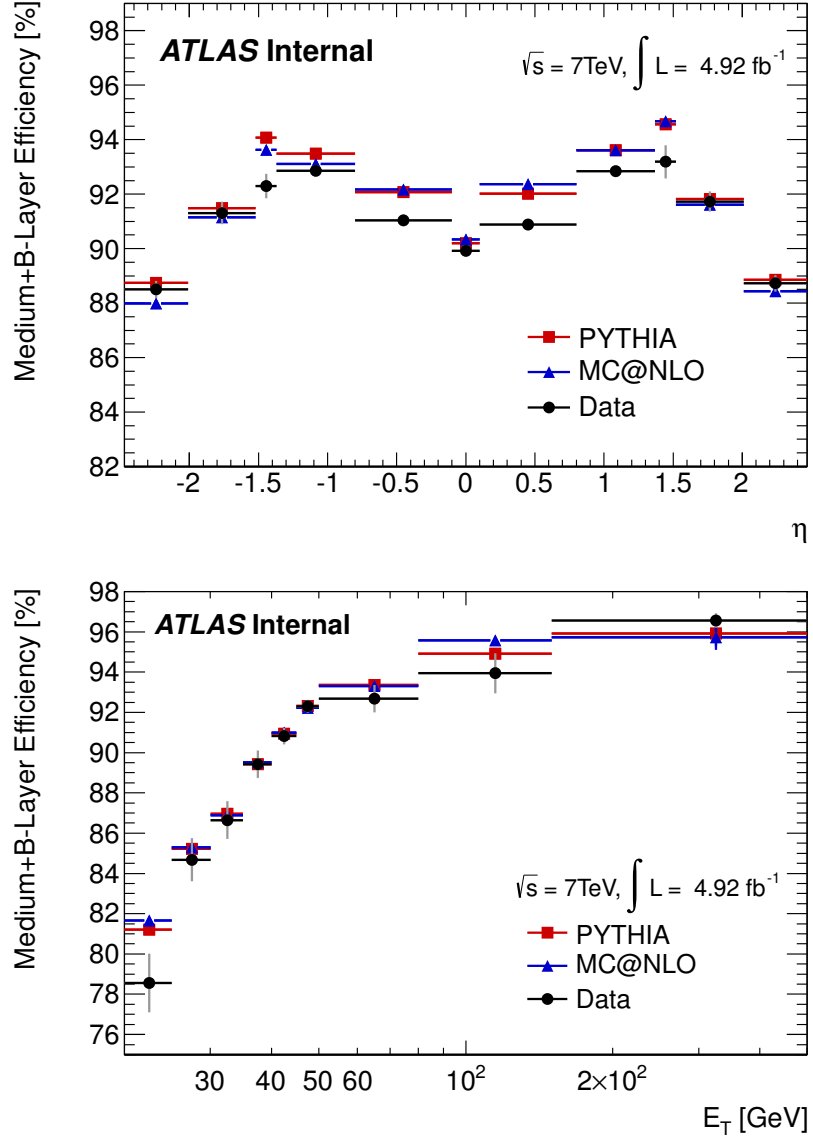 Medium+B-Layer Efficiency [%]
98
96
94
92
90
88
86
84
82
ATLAS Internal
√s = 7TeV, ∫ L = 4.92 fb⁻¹
PYTHIA
MC@NLO
Data
-2 -1.5 -1 -0.5 0 0.5 1 1.5 2
η
Medium+B-Layer Efficiency [%]
98
96
94
92
90
88
86
84
82
80
78
76
ATLAS Internal
√s = 7TeV, ∫ L = 4.92 fb⁻¹
PYTHIA
MC@NLO
Data
30 40 50 60 10² 2×10²
E_T [GeV]